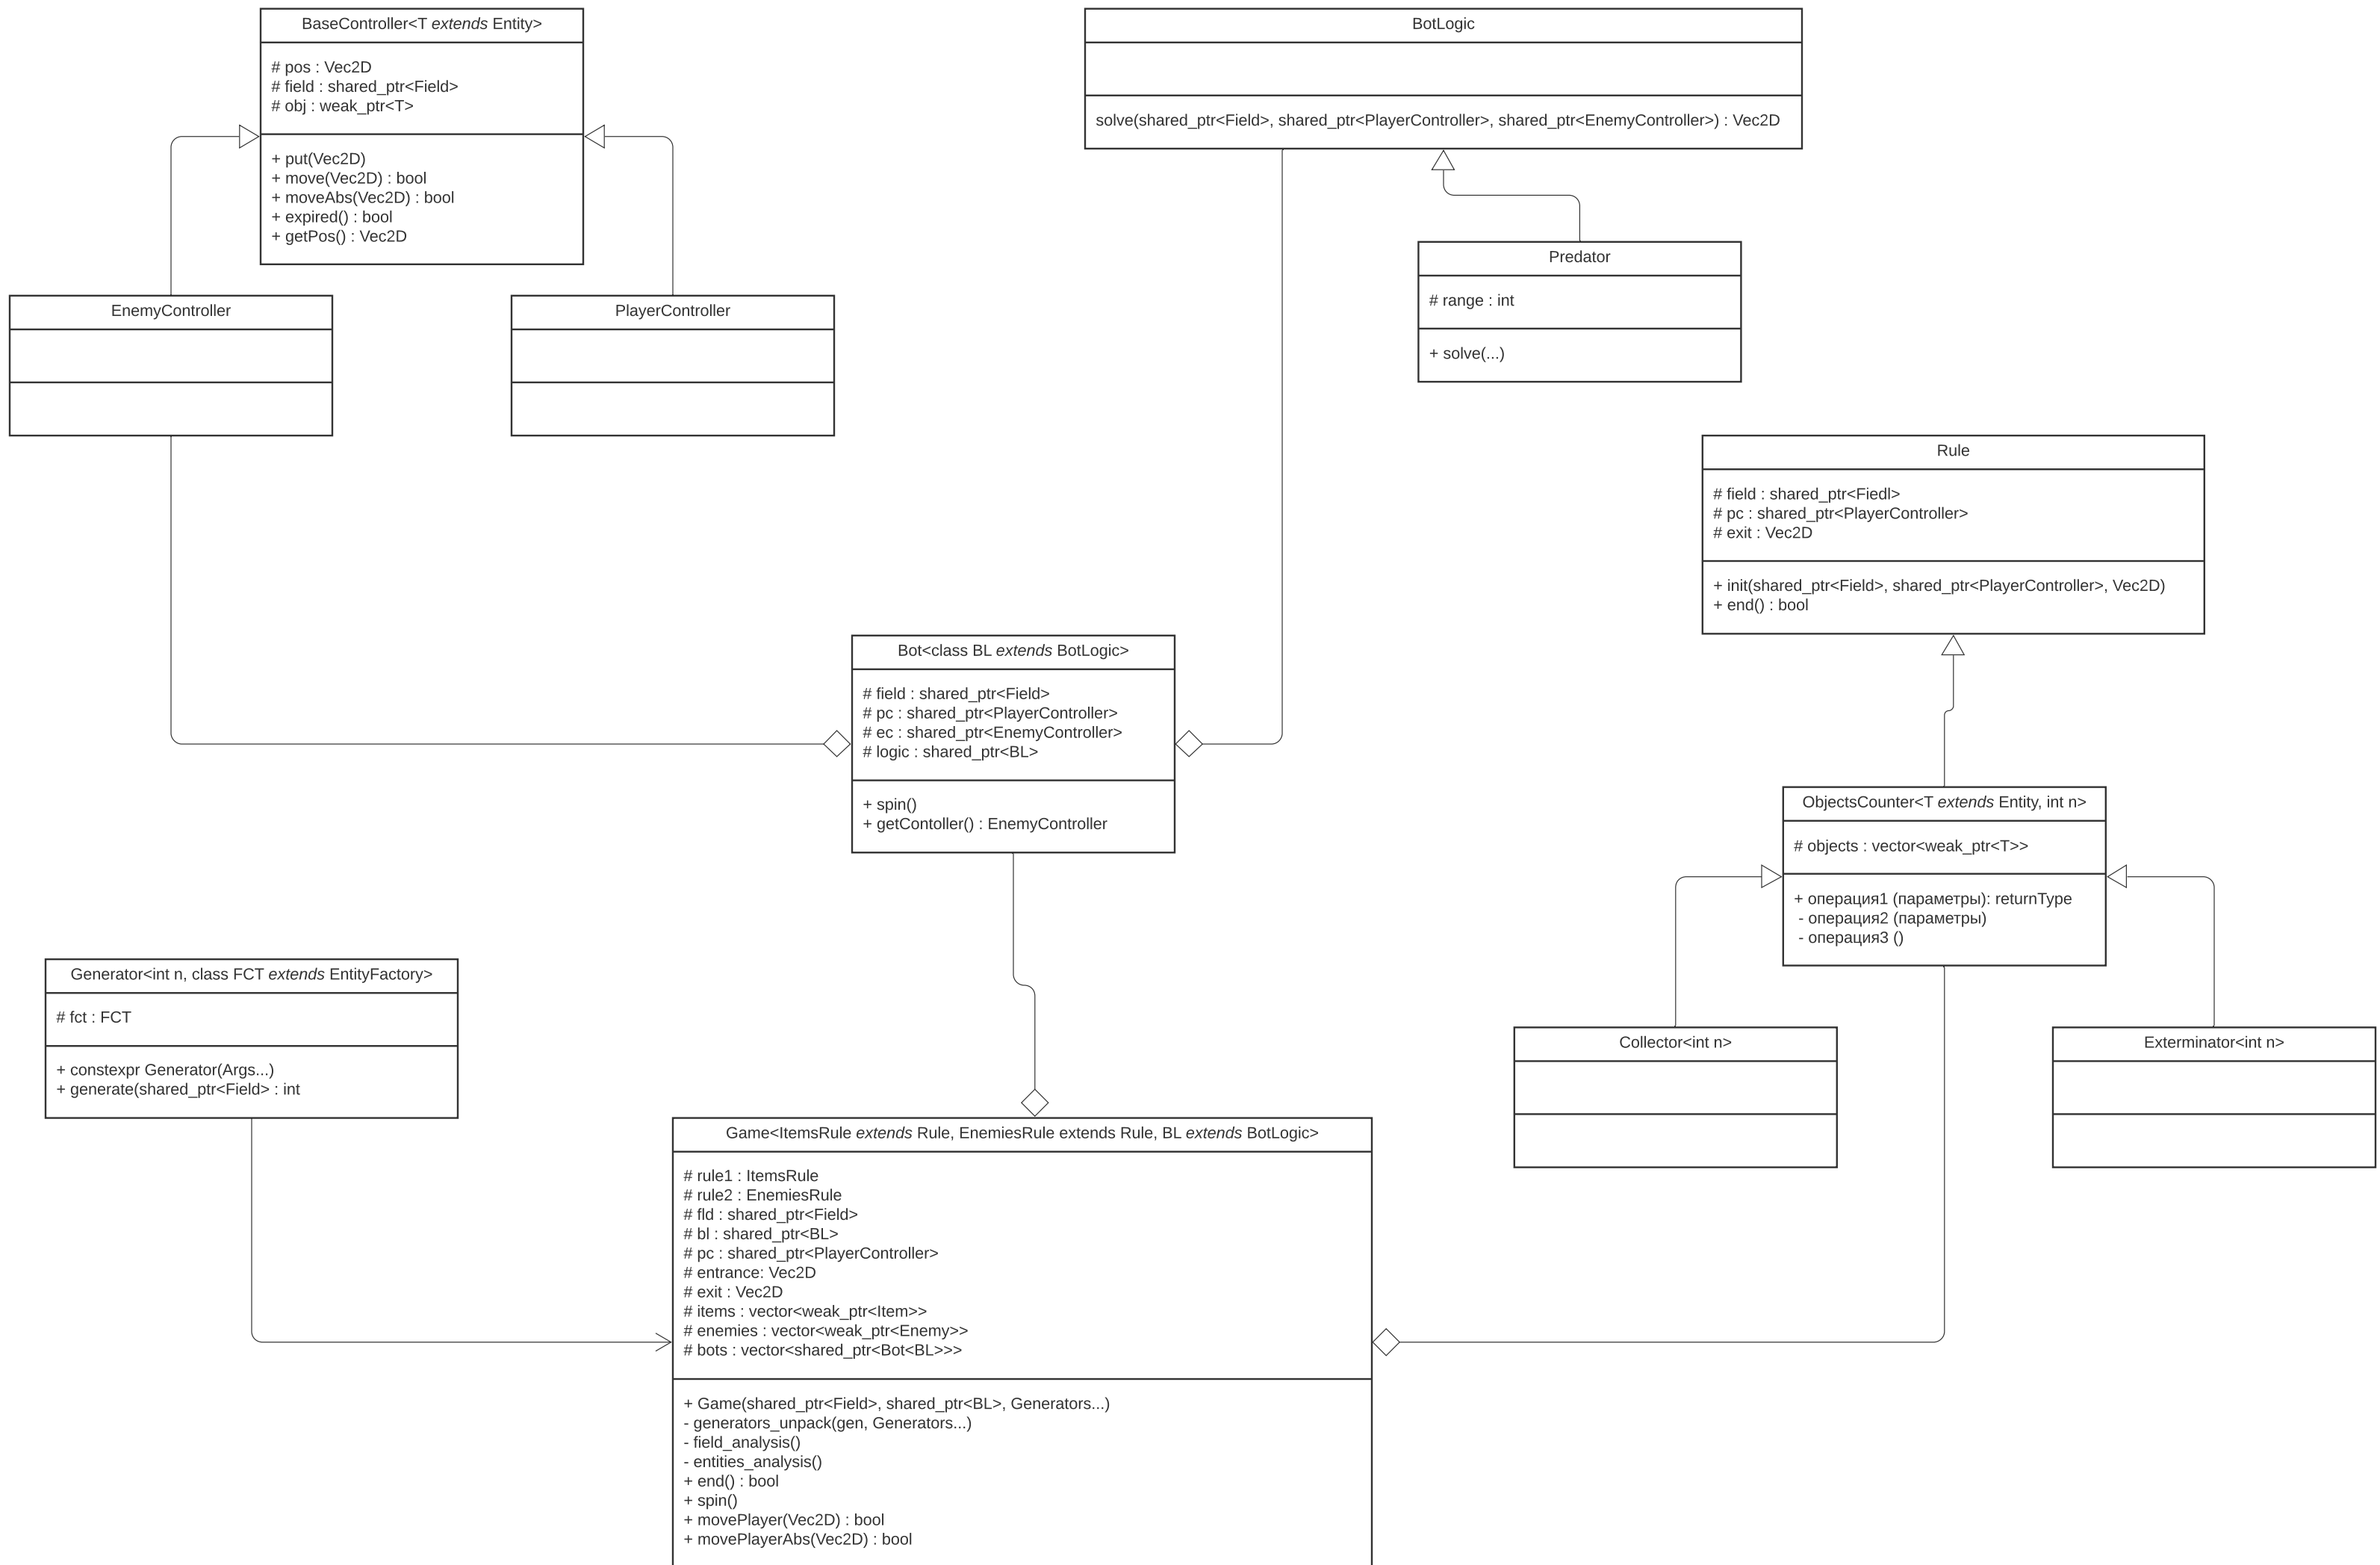 BaseController<T extends Entity>
# pos : Vec2D
# field : shared_ptr<Field>
# obj : weak_ptr<T>
+ put(Vec2D)
+ move(Vec2D) : bool
+ moveAbs(Vec2D) : bool
+ expired() : bool
+ getPos() : Vec2D
BotLogic
solve(shared_ptr<Field>, shared_ptr<PlayerController>, shared_ptr<EnemyController>) : Vec2D
Predator
# range : int
+ solve(...)
EnemyController
PlayerController
Rule
# field : shared_ptr<Fiedl>
# pc : shared_ptr<PlayerController>
# exit : Vec2D
+ init(shared_ptr<Field>, shared_ptr<PlayerController>, Vec2D)
+ end() : bool
Bot<class BL extends BotLogic>
# field : shared_ptr<Field>
# pc : shared_ptr<PlayerController>
# ec : shared_ptr<EnemyController>
# logic : shared_ptr<BL>
+ spin()
+ getContoller() : EnemyController
ObjectsCounter<T extends Entity, int n>
# objects : vector<weak_ptr<T>>
+ операция1 (параметры): returnType
- операция2 (параметры)
- операция3 ()
Generator<int n, class FCT extends EntityFactory>
# fct : FCT
+ constexpr Generator(Args...)
+ generate(shared_ptr<Field> : int
Collector<int n>
Exterminator<int n>
Game<ItemsRule extends Rule, EnemiesRule extends Rule, BL extends BotLogic>
# rule1 : ItemsRule
# rule2 : EnemiesRule
# fld : shared_ptr<Field>
# bl : shared_ptr<BL>
# pc : shared_ptr<PlayerController>
# entrance: Vec2D
# exit : Vec2D
# items : vector<weak_ptr<Item>>
# enemies : vector<weak_ptr<Enemy>>
# bots : vector<shared_ptr<Bot<BL>>>
+ Game(shared_ptr<Field>, shared_ptr<BL>, Generators...)
- generators_unpack(gen, Generators...)
- field_analysis()
- entities_analysis()
+ end() : bool
+ spin()
+ movePlayer(Vec2D) : bool
+ movePlayerAbs(Vec2D) : bool